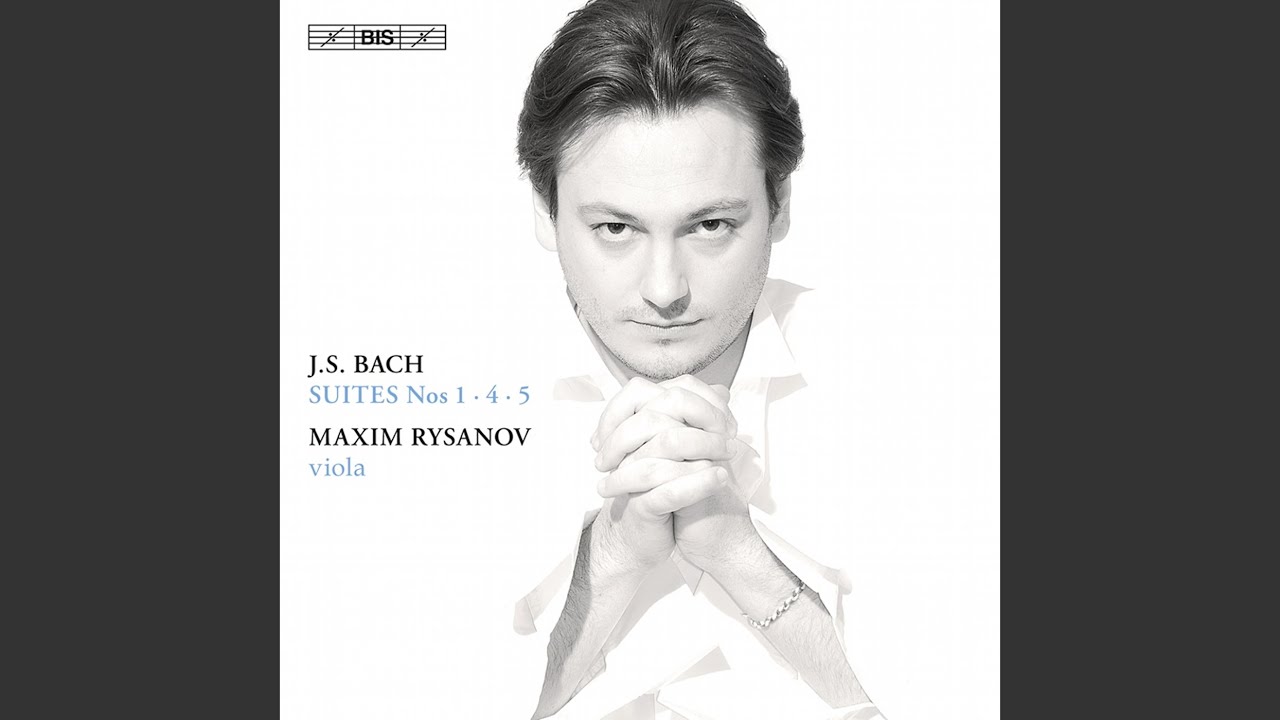 BIS
J.S. BACH
SUITES Nos 1 · 4 · 5
MAXIM RYSANOV
viola